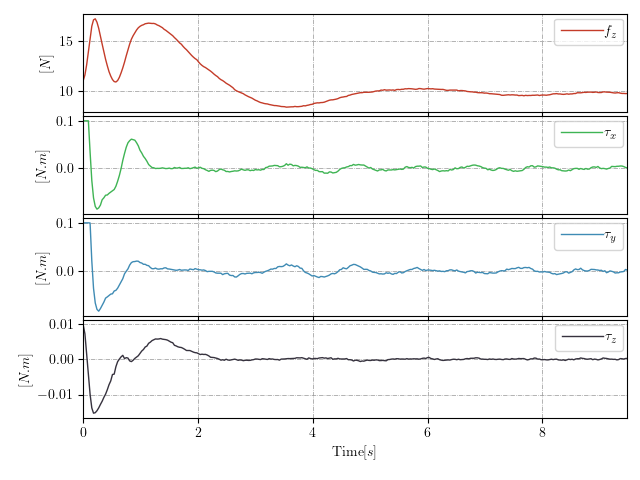 15
10
[N]
f_z
0.1
0.0
[N.m]
τ_x
0.1
0.0
[N.m]
τ_y
0.01
0.00
−0.01
[N.m]
τ_z
0 2 4 6 8
Time[s]